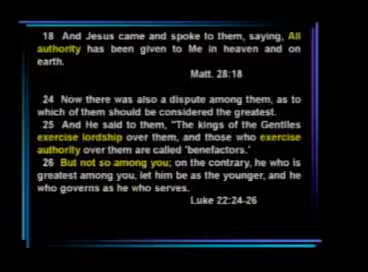 18 And Jesus came and spoke to them, saying, All
authority has been given to Me in heaven and on
earth.
Matt. 28:18
24 Now there was also a dispute among them, as to
which of them should be considered the greatest.
25 And He said to them, "The kings of the Gentiles
exercise lordship over them, and those who exercise
authority over them are called 'benefactors.'
26 But not so among you; on the contrary, he who is
greatest among you, let him be as the younger, and he
who governs as he who serves.
Luke 22:24-26